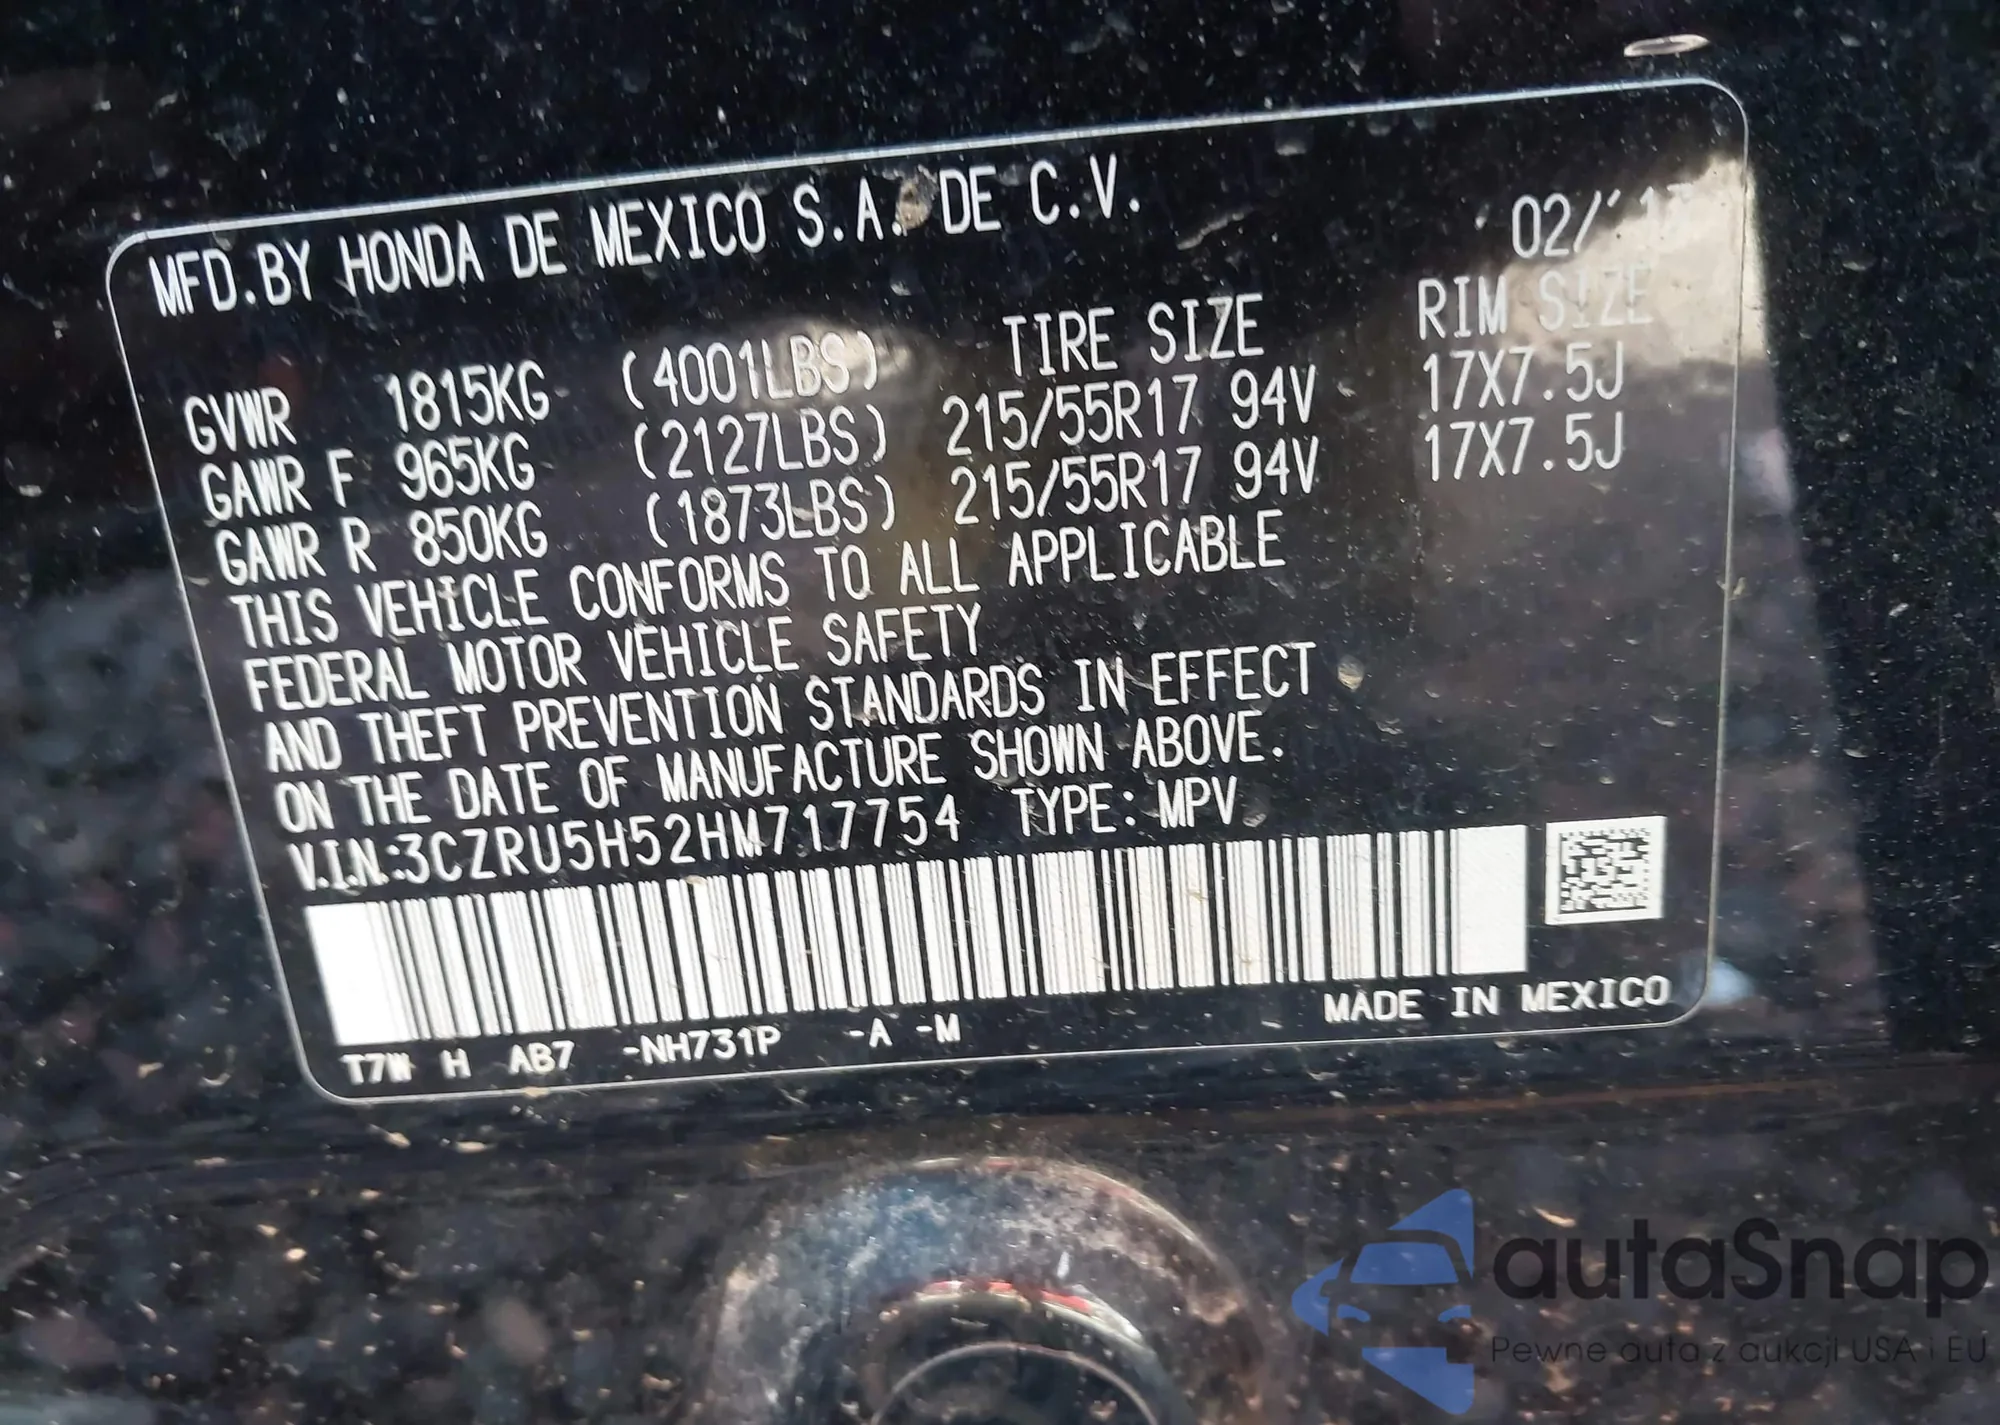 MFD.BY HONDA DE MEXICO S.A. DE C.V. 02/'17
TIRE SIZE RIM SIZE
GVWR 1815KG (4001LBS)
GAWR F 965KG (2127LBS) 215/55R17 94V 17X7.5J
GAWR R 850KG (1873LBS) 215/55R17 94V 17X7.5J
THIS VEHICLE CONFORMS TO ALL APPLICABLE
FEDERAL MOTOR VEHICLE SAFETY
AND THEFT PREVENTION STANDARDS IN EFFECT
ON THE DATE OF MANUFACTURE SHOWN ABOVE.
V.I.N.:3CZRU5H52HM717754 TYPE: MPV
MADE IN MEXICO
T7W H AB7 -NH731P -A -M
autaSnap
Pewne auta z aukcji USA i EU